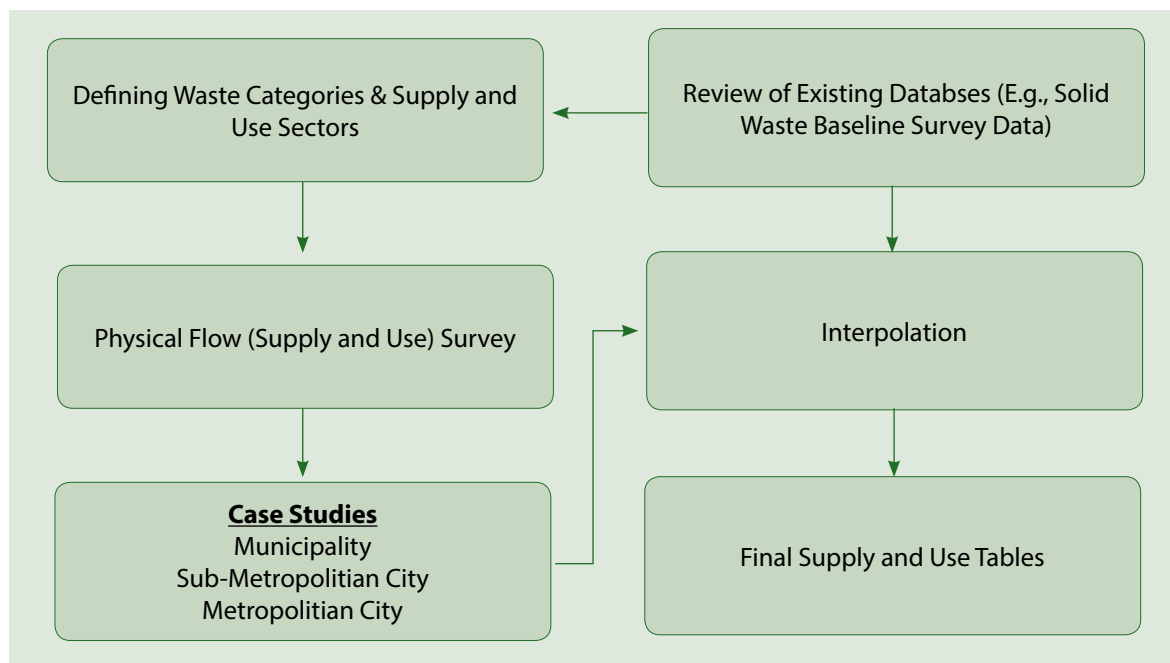 Defining Waste Categories & Supply and
Use Sectors
Review of Existing Databses (E.g., Solid
Waste Baseline Survey Data)
Physical Flow (Supply and Use) Survey
Interpolation
Case Studies
Municipality
Sub-Metropolitian City
Metropolitian City
Final Supply and Use Tables